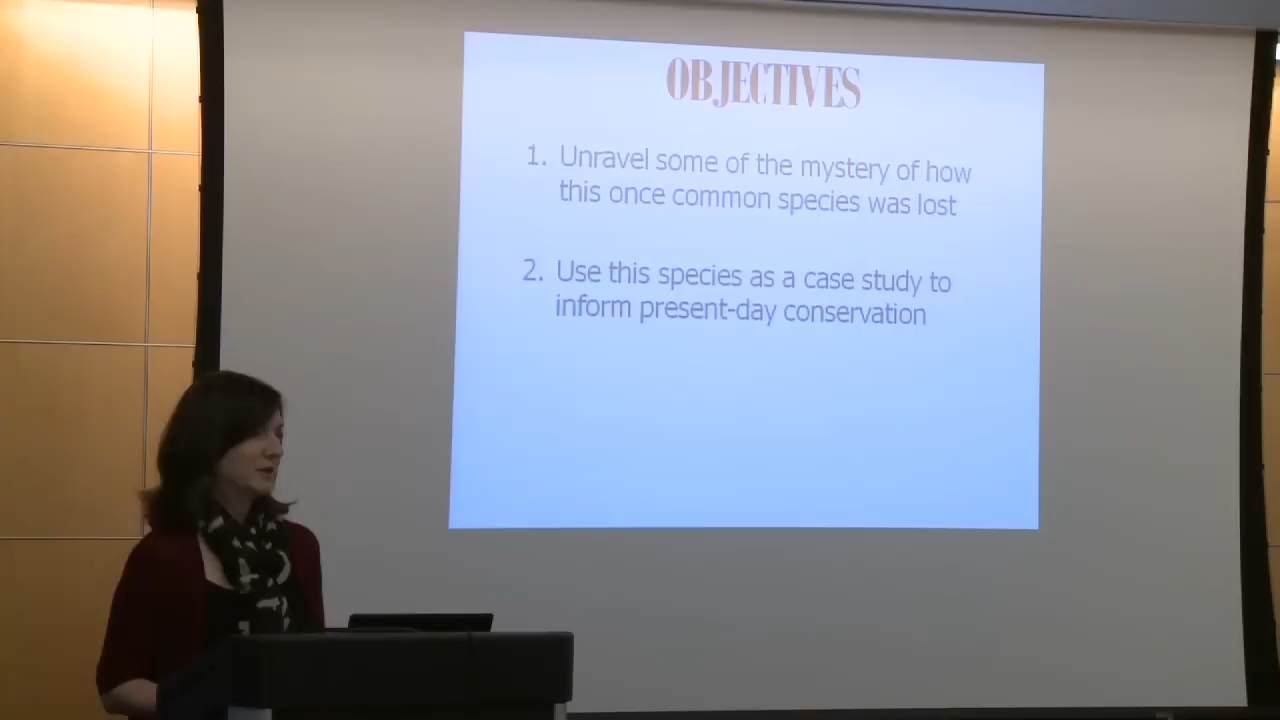 OBJECTIVES
1. Unravel some of the mystery of how
this once common species was lost
2. Use this species as a case study to
inform present-day conservation